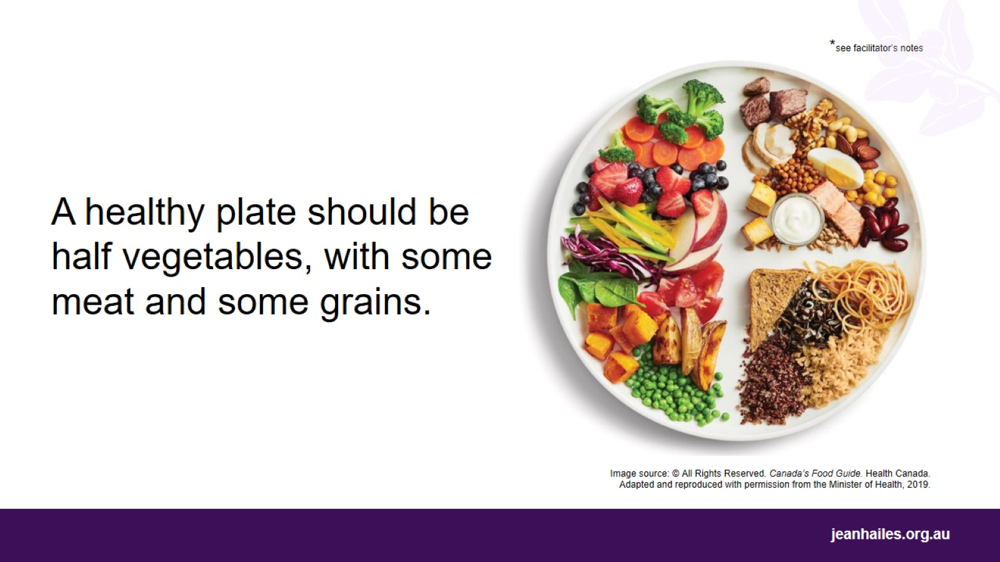 *see facilitator's notes
A healthy plate should be
half vegetables, with some
meat and some grains.
Image source: © All Rights Reserved. Canada's Food Guide. Health Canada.
Adapted and reproduced with permission from the Minister of Health, 2019.
jeanhailes.org.au